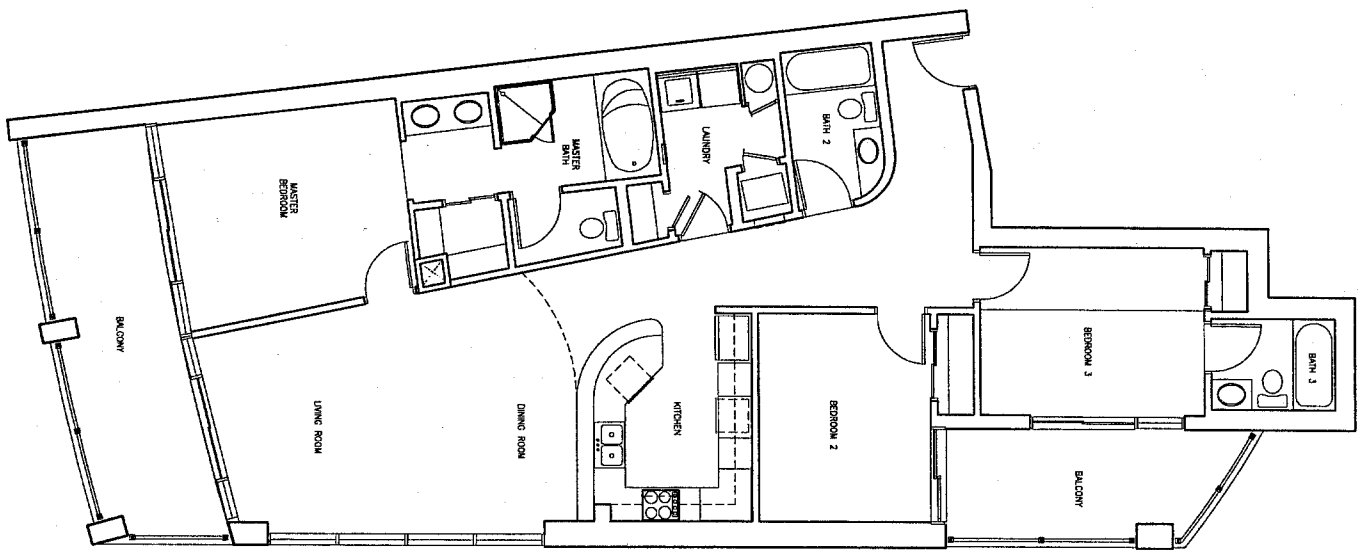 BATH 2
LAUNDRY
MASTER
BATH
MASTER
BEDROOM
BALCONY
LIVING ROOM
DINING ROOM
KITCHEN
BEDROOM 2
BEDROOM 3
BATH 3
BALCONY